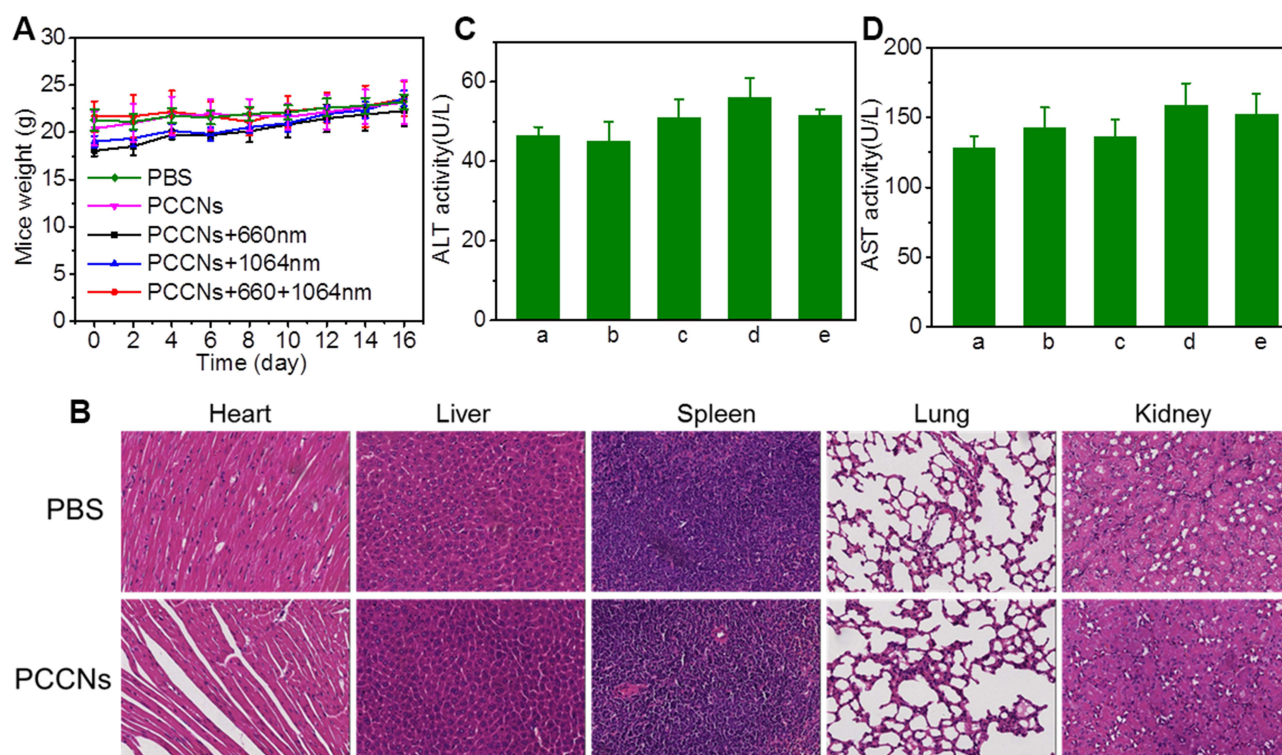 A
Mice weight (g)
30
25
20
15
10
5
0
PBS
PCCNs
PCCNs+660nm
PCCNs+1064nm
PCCNs+660+1064nm
0 2 4 6 8 10 12 14 16
Time (day)
C
ALT activity(U/L)
60
40
20
0
a b c d e
D
AST activity(U/L)
200
150
100
50
0
a b c d e
B
Heart Liver Spleen Lung Kidney
PBS
PCCNs